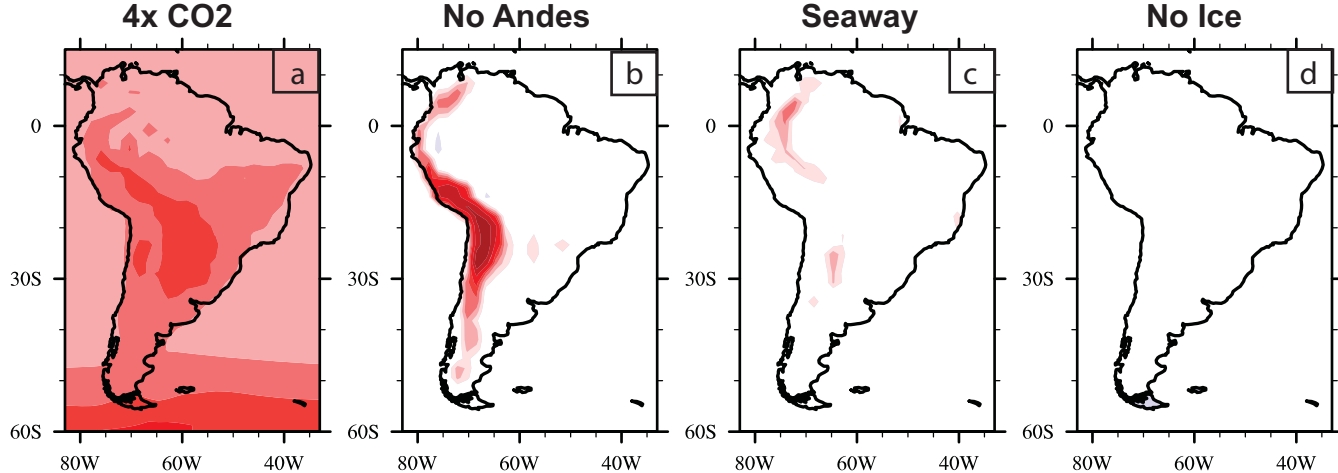 4x CO2 No Andes Seaway No Ice
a b c d
0 0 0 0
30S 30S 30S 30S
60S 60S 60S 60S
80W 60W 40W 80W 60W 40W 80W 60W 40W 80W 60W 40W